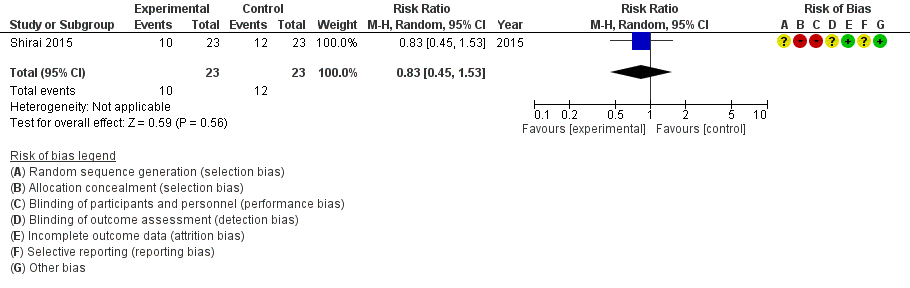 Experimental Control Risk Ratio Risk Ratio Risk of Bias
Study or Subgroup Events Total Events Total Weight M-H, Random, 95% CI Year M-H, Random, 95% CI A B C D E F G
Shirai 2015 10 23 12 23 100.0% 0.83 [0.45, 1.53] 2015 ? - - ? + ? +
Total (95% CI) 23 23 100.0% 0.83 [0.45, 1.53]
Total events 10 12
Heterogeneity: Not applicable
Test for overall effect: Z = 0.59 (P = 0.56)
0.1 0.2 0.5 1 2 5 10
Favours [experimental] Favours [control]
Risk of bias legend
(A) Random sequence generation (selection bias)
(B) Allocation concealment (selection bias)
(C) Blinding of participants and personnel (performance bias)
(D) Blinding of outcome assessment (detection bias)
(E) Incomplete outcome data (attrition bias)
(F) Selective reporting (reporting bias)
(G) Other bias